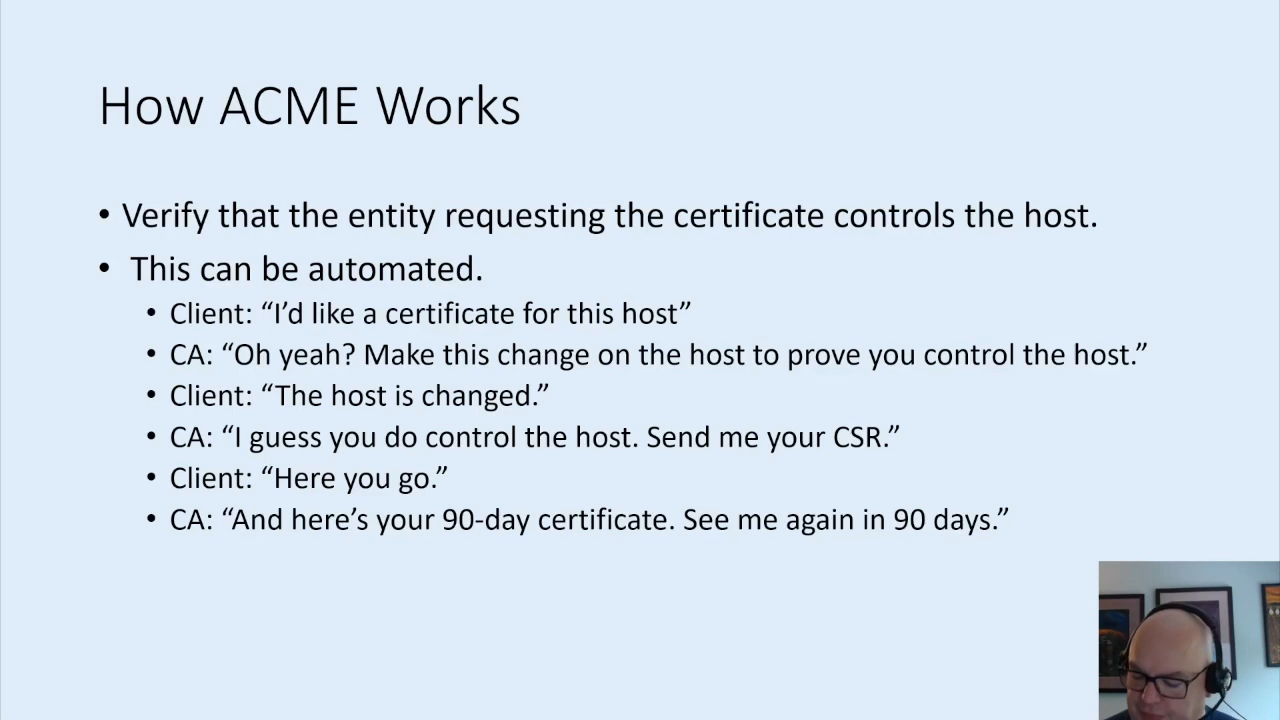 How ACME Works
• Verify that the entity requesting the certificate controls the host.
• This can be automated.
• Client: “I’d like a certificate for this host”
• CA: “Oh yeah? Make this change on the host to prove you control the host.”
• Client: “The host is changed.”
• CA: “I guess you do control the host. Send me your CSR.”
• Client: “Here you go.”
• CA: “And here’s your 90-day certificate. See me again in 90 days.”